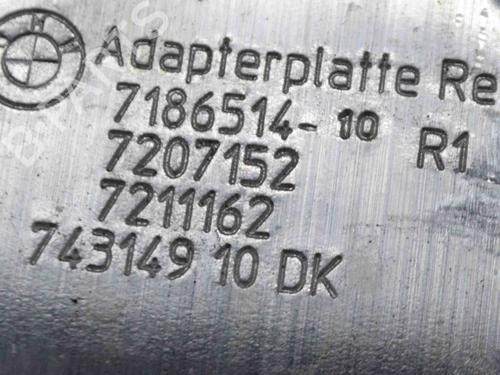 Adapterplatte Re
7186514-10 R1
7207152
7211162
743149 10 DK